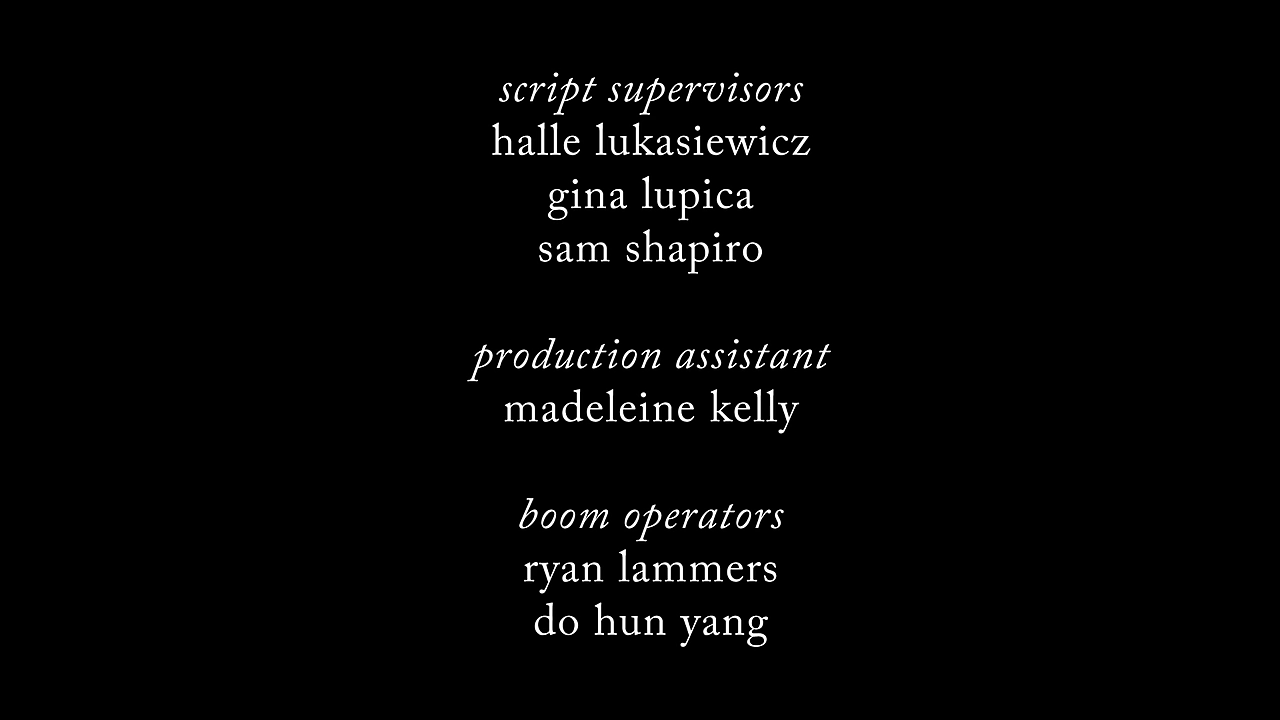 script supervisors
halle lukasiewicz
gina lupica
sam shapiro
production assistant
madeleine kelly
boom operators
ryan lammers
do hun yang